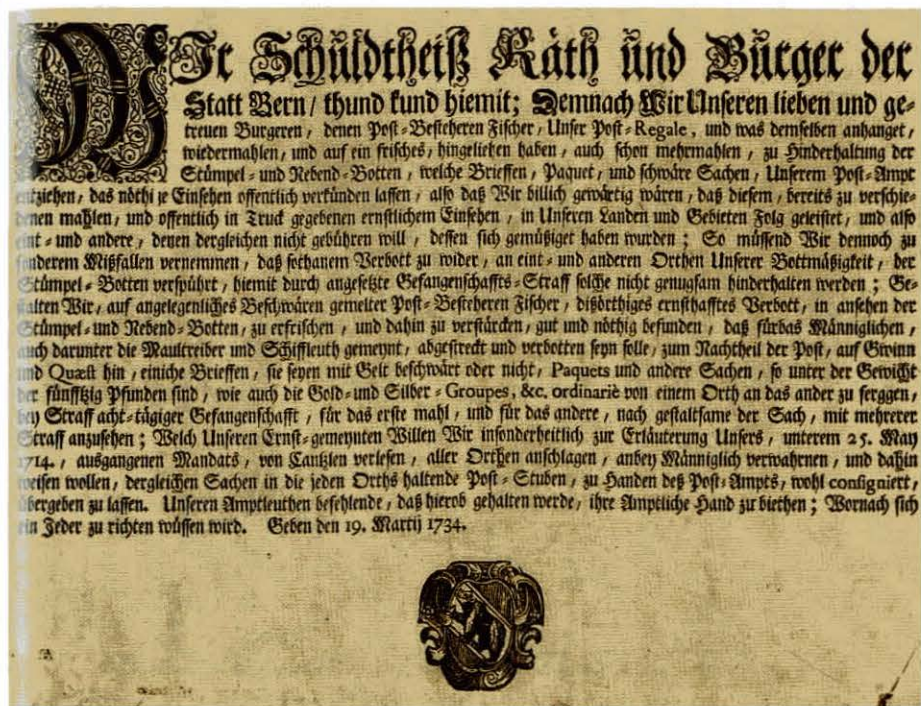 WIr Schuldtheiß Räth und Burger der
Statt Bern / thund kund hiemit; Demnach Wir Unseren lieben und ge-
treuen Burgeren / denen Post-Besteheren Fischer / Unser Post-Regale, und was demselben anhanget /
wiedermahlen / und auf ein frisches / hingeliehen haben / auch schon mehrmahlen / zu Hinderhaltung der
Stümpel- und Nebend-Botten / welche Brieffen / Paquet / und schwäre Sachen / Unserem Post-Ampt
entziehen / das nöthige Einsehen offentlich verkünden lassen / also daß Wir billich gewärtig wären / daß diesem / bereits zu verschie-
denen mahlen / und offentlich in Truck gegebenen ernstlichem Einsehen / in Unseren Landen und Gebieten Folg geleistet / und also
eint- und andere / denen dergleichen nicht gebühren will / dessen sich gemüßiget haben wurden; So müssend Wir dennoch zu
sonderem Mißfallen vernemmen / daß sothanem Verbott zu wider / an eint- und anderen Orthen Unserer Bottmäßigkeit / der
Stümpel-Botten verspührt / hiemit durch angesetzte Gefangenschaffts-Straff solche nicht genugsam hinderhalten werden; Ge-
stalten Wir / auf angelegenliches Beschwären gemelter Post-Besteheren Fischer / dißörthiges ernsthafftes Verbott / in ansehen der
Stümpel- und Nebend-Botten / zu erfrischen / und dahin zu verstärcken / gut und nöthig befunden / daß fürbas Männiglichen /
auch darunter die Maultreiber und Schiffleuth gemeynt / abgestreckt und verbotten seyn solle / zum Nachtheil der Post / auf Gwinn
und Quæst hin / einiche Brieffen / sie seyen mit Gelt beschwärt oder nicht / Paquets und andere Sachen / so unter der Gewicht
der fünfftzig Pfunden sind / wie auch die Gold- und Silber-Groupes, &c. ordinariè von einem Orth an das ander zu ferggen /
bey Straff acht-tägiger Gefangenschafft / für das erste mahl / und für das andere / nach gestaltsame der Sach / mit mehrerer
Straff anzusehen; Welch Unseren Ernst-gemeynten Willen Wir insonderheitlich zur Erläuterung Unsers / unterem 25. May
1714. / ausgangenen Mandats / von Cantzlen verlesen / aller Orthen anschlagen / anbey Männiglich verwahrnen / und dahin
weisen wollen / dergleichen Sachen in die jeden Orths haltende Post-Stuben / zu Handen deß Post-Ampts / wohl consigniert /
übergeben zu lassen. Unseren Amptleuthen befehlende / daß hierob gehalten werde / ihre Amptliche Hand zu biethen; Wornach sich
ein Jeder zu richten wüssen wird. Geben den 19. Martij 1734.